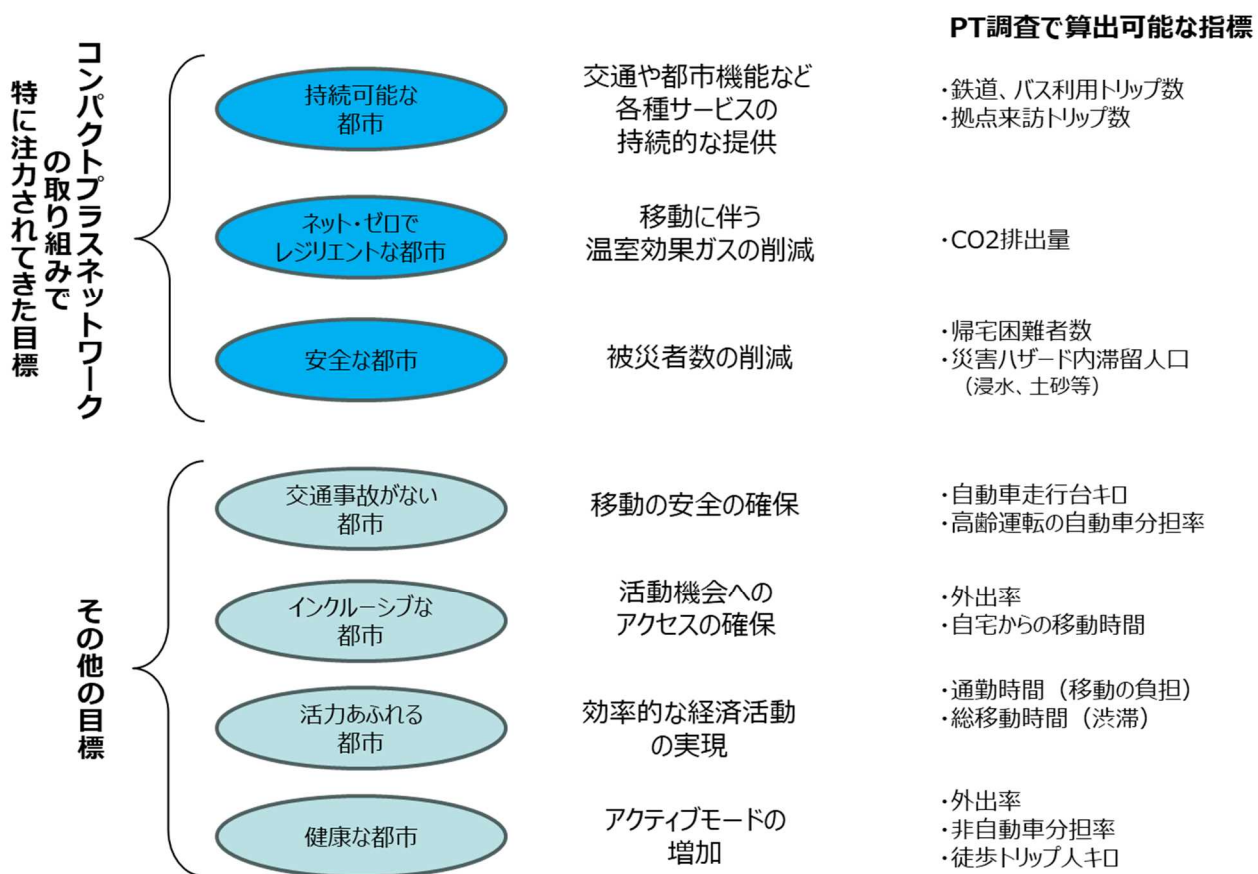 PT調査で算出可能な指標
コンパクトプラスネットワーク
の取り組みで
特に注力されてきた目標
持続可能な
都市
交通や都市機能など
各種サービスの
持続的な提供
・鉄道、バス利用トリップ数
・拠点来訪トリップ数
ネット・ゼロで
レジリエントな都市
移動に伴う
温室効果ガスの削減
・CO2排出量
安全な都市
被災者数の削減
・帰宅困難者数
・災害ハザード内滞留人口
(浸水、土砂等)
その他の目標
交通事故がない
都市
移動の安全の確保
・自動車走行台キロ
・高齢運転の自動車分担率
インクルーシブな
都市
活動機会への
アクセスの確保
・外出率
・自宅からの移動時間
活力あふれる
都市
効率的な経済活動
の実現
・通勤時間(移動の負担)
・総移動時間(渋滞)
健康な都市
アクティブモードの
増加
・外出率
・非自動車分担率
・徒歩トリップ人キロ